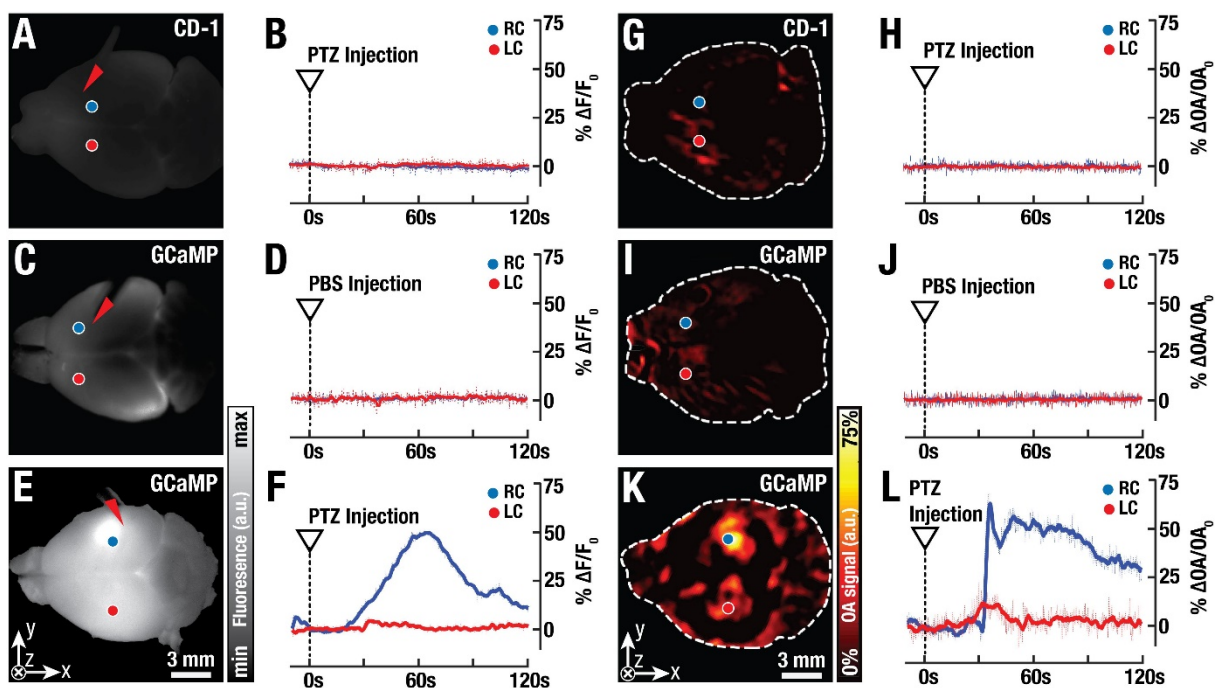 A
CD-1
B
PTZ Injection
RC
LC
75
50
25
0
% ΔF/F0
0s
60s
120s
G
CD-1
H
PTZ Injection
RC
LC
75
50
25
0
% ΔOA/OA0
0s
60s
120s
C
GCaMP
D
PBS Injection
RC
LC
75
50
25
0
% ΔF/F0
0s
60s
120s
I
GCaMP
J
PBS Injection
RC
LC
75
50
25
0
% ΔOA/OA0
0s
60s
120s
E
GCaMP
y
z
x
3 mm
min Fluoresence (a.u.) max
F
PTZ Injection
RC
LC
75
50
25
0
% ΔF/F0
0s
60s
120s
K
GCaMP
y
z
x
3 mm
0% OA signal (a.u.) 75%
L
PTZ
Injection
RC
LC
75
50
25
0
% ΔOA/OA0
0s
60s
120s